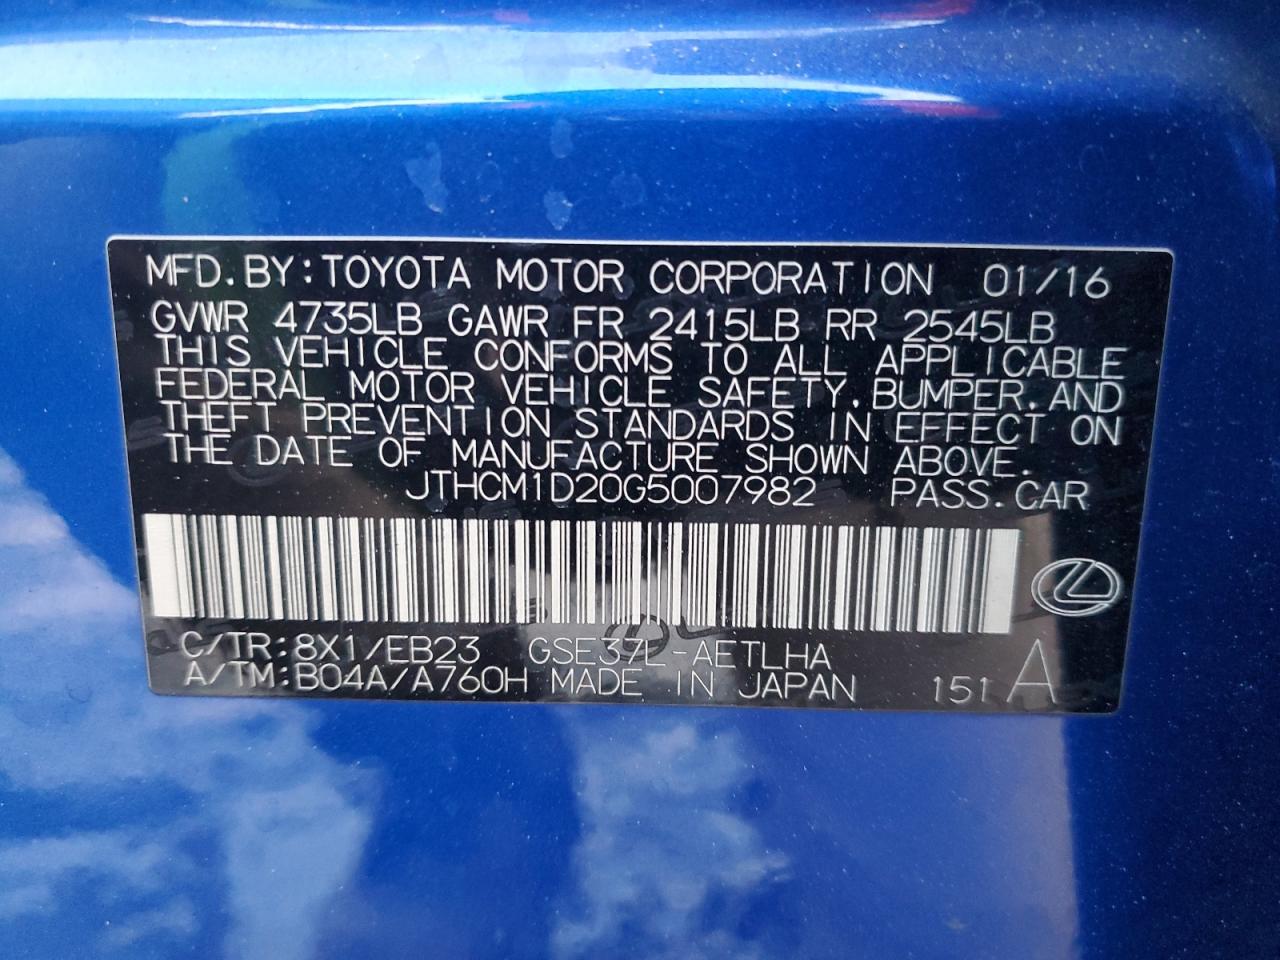 MFD.BY:TOYOTA MOTOR CORPORATION 01/16
GVWR 4735LB GAWR FR 2415LB RR 2545LB
THIS VEHICLE CONFORMS TO ALL APPLICABLE
FEDERAL MOTOR VEHICLE SAFETY,BUMPER,AND
THEFT PREVENTION STANDARDS IN EFFECT ON
THE DATE OF MANUFACTURE SHOWN ABOVE.
JTHCM1D20G5007982 PASS.CAR
C/TR:8X1/EB23 GSE37L-AETLHA
A/TM:B04A/A760H MADE IN JAPAN 151 A